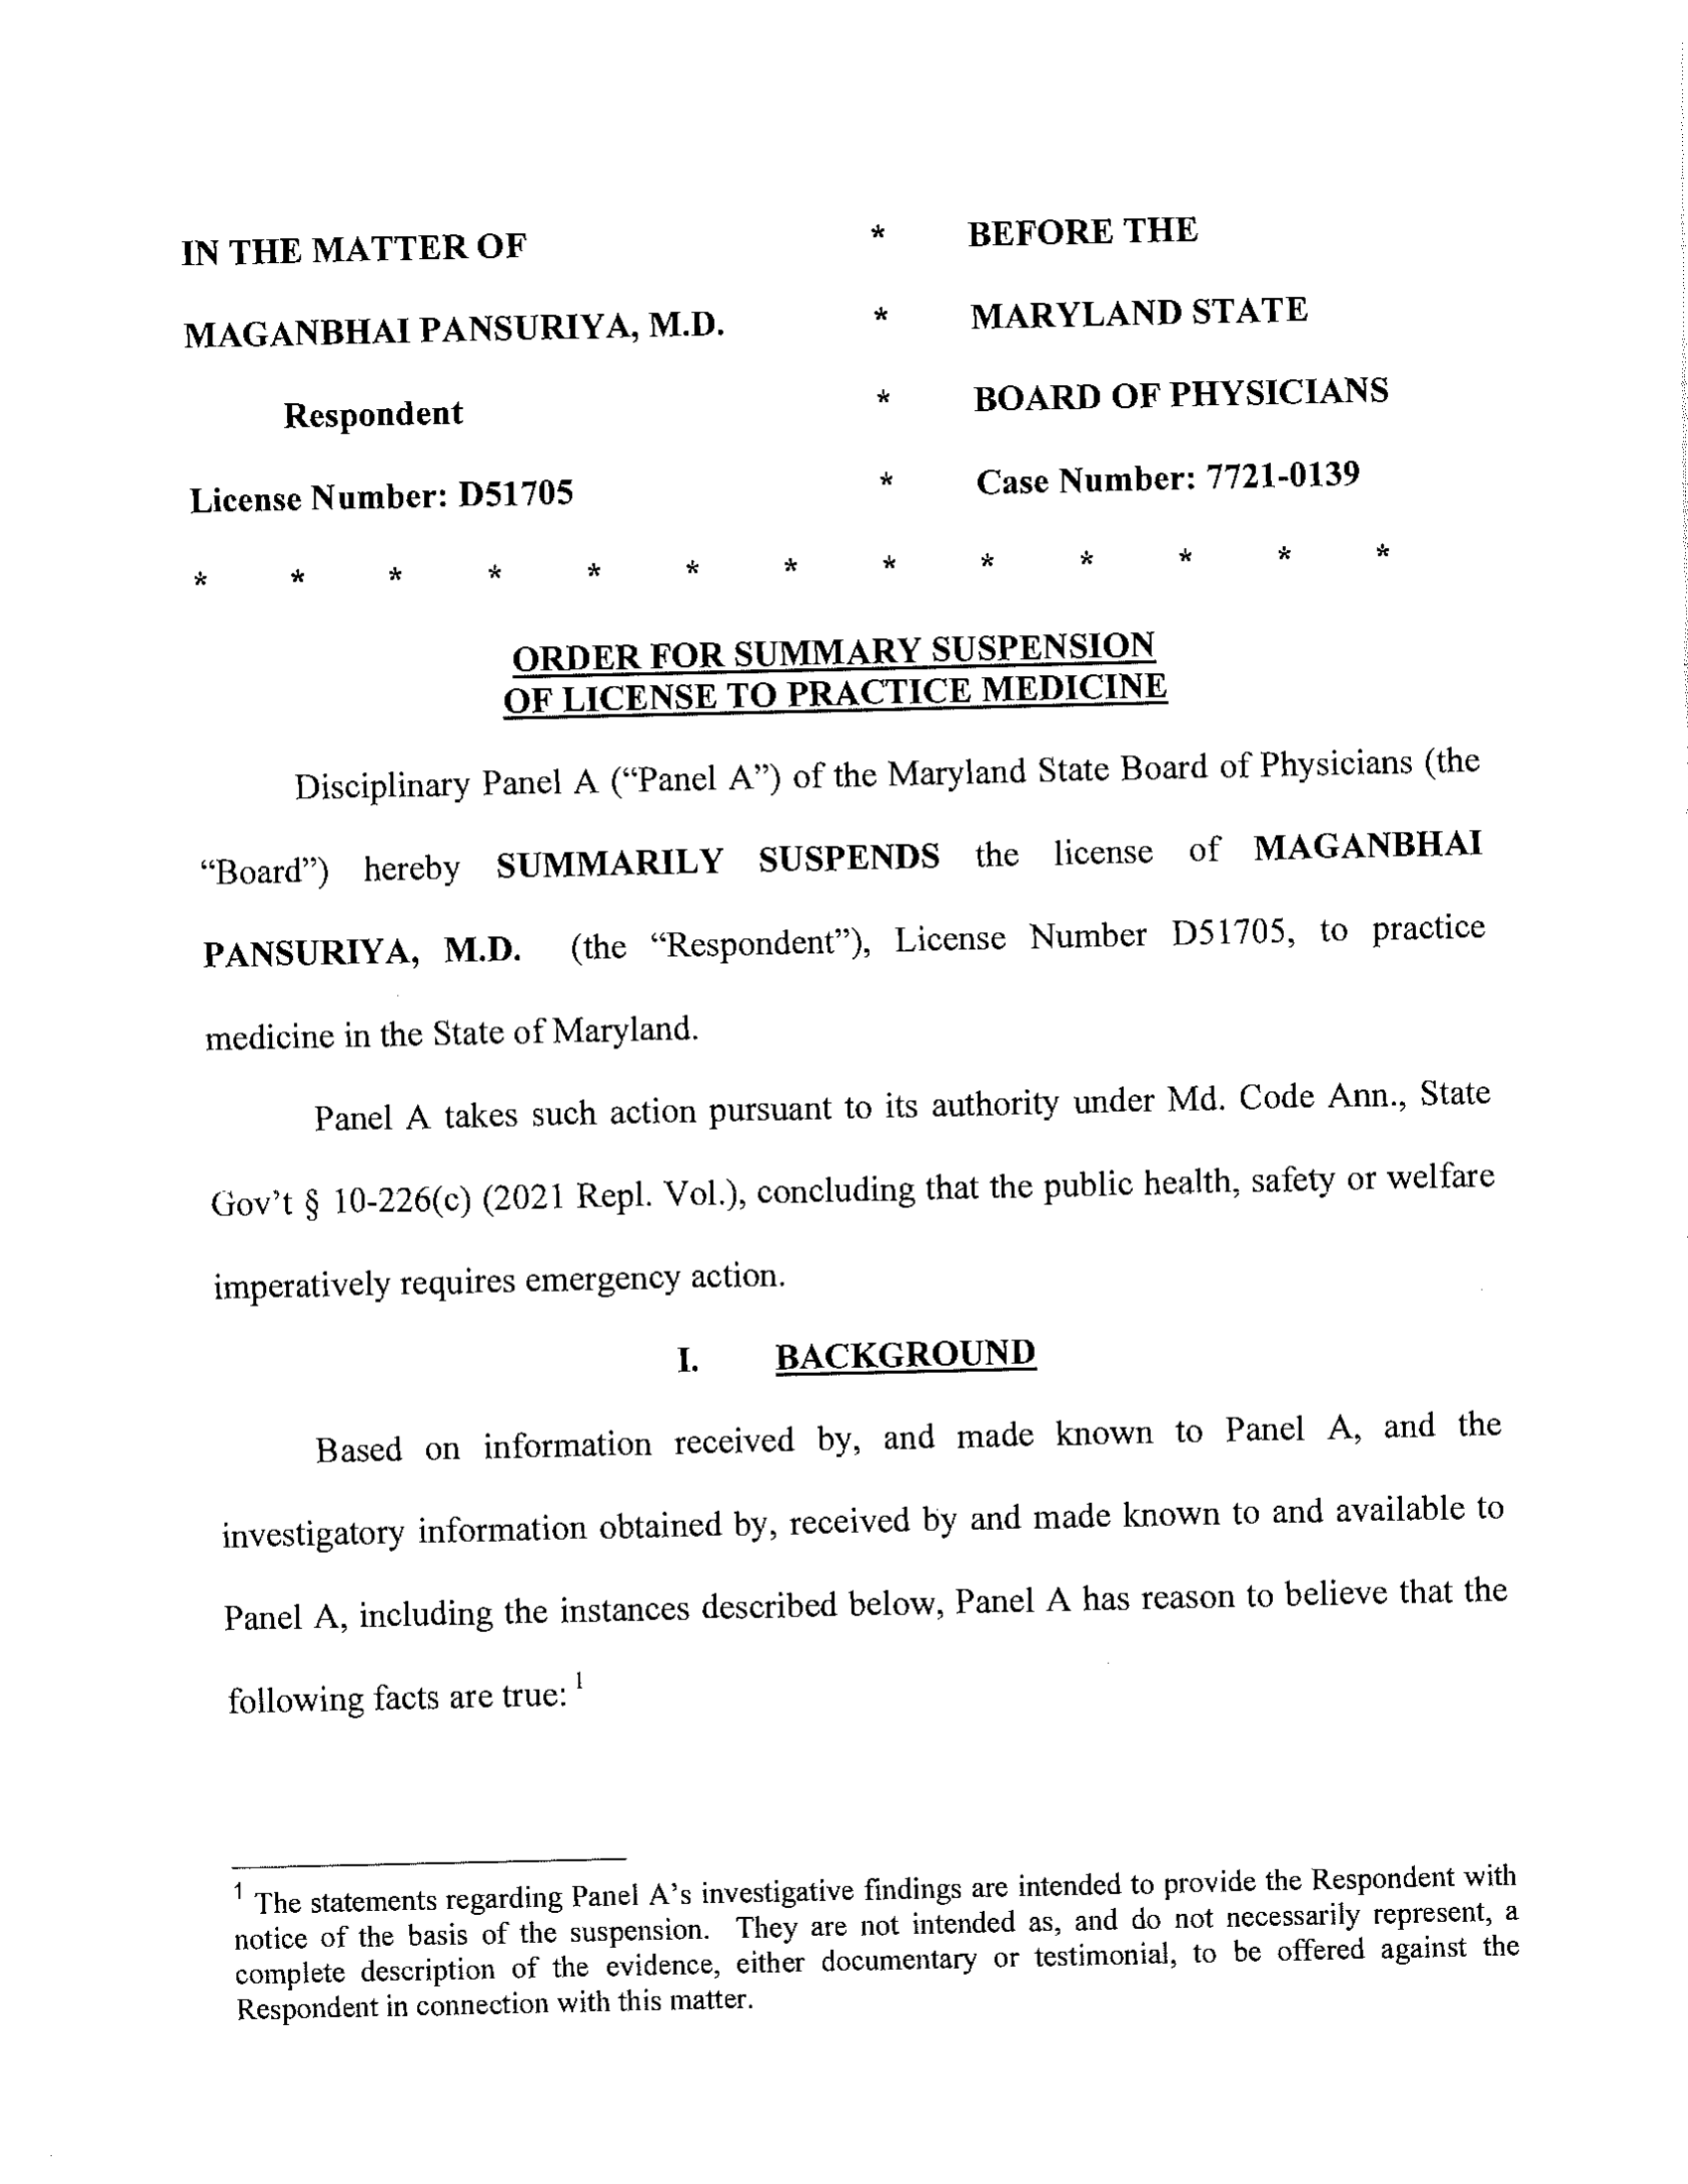 IN THE MATTER OF * BEFORE THE
MAGANBHAI PANSURIYA, M.D. * MARYLAND STATE
Respondent * BOARD OF PHYSICIANS
License Number: D51705 * Case Number: 7721-0139
* * * * * * * * * * * * *
ORDER FOR SUMMARY SUSPENSION
OF LICENSE TO PRACTICE MEDICINE
Disciplinary Panel A (“Panel A”) of the Maryland State Board of Physicians (the
“Board”) hereby SUMMARILY SUSPENDS the license of MAGANBHAI
PANSURIYA, M.D. (the “Respondent”), License Number D51705, to practice
medicine in the State of Maryland.
Panel A takes such action pursuant to its authority under Md. Code Ann., State
Gov’t § 10-226(c) (2021 Repl. Vol.), concluding that the public health, safety or welfare
imperatively requires emergency action.
I. BACKGROUND
Based on information received by, and made known to Panel A, and the
investigatory information obtained by, received by and made known to and available to
Panel A, including the instances described below, Panel A has reason to believe that the
following facts are true: 1
1 The statements regarding Panel A’s investigative findings are intended to provide the Respondent with
notice of the basis of the suspension. They are not intended as, and do not necessarily represent, a
complete description of the evidence, either documentary or testimonial, to be offered against the
Respondent in connection with this matter.